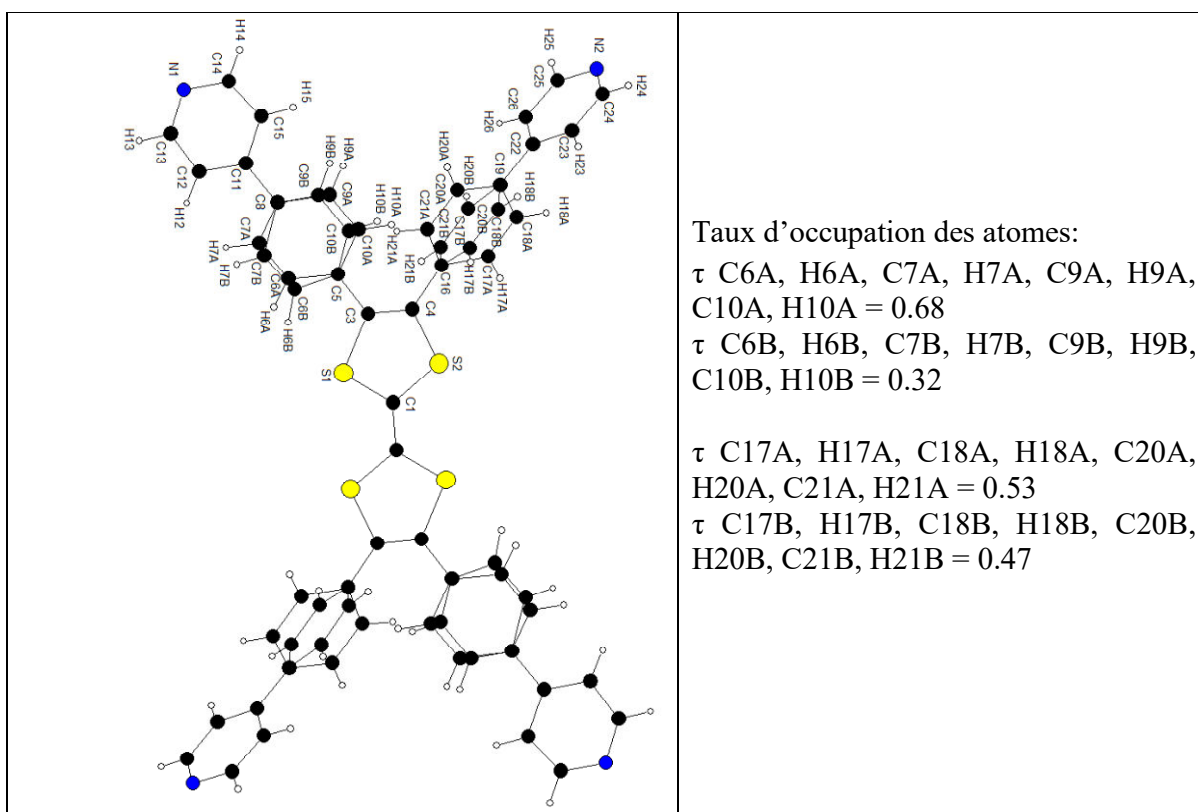 H14
C14
N1
H15
C15
H13
C13
C12
H12
C11
C8
H9B
H9A
C9B
C9A
H10B
H10A
C10B
C10A
C7A
H7A
H7B
C7B
C6A
H6A
C6B
H6B
C5
C3
S1
C1
S2
C4
C16
H25
N2
C25
H24
C24
C26
H26
C22
C23
H23
H20A
H20B
C19
C20A
C20B
H18B
C18B
H18A
C18A
C21A
C21B
H21A
H21B
C17B
H17B
C17A
H17A
Taux d’occupation des atomes:
τ C6A, H6A, C7A, H7A, C9A, H9A,
C10A, H10A = 0.68
τ C6B, H6B, C7B, H7B, C9B, H9B,
C10B, H10B = 0.32
τ C17A, H17A, C18A, H18A, C20A,
H20A, C21A, H21A = 0.53
τ C17B, H17B, C18B, H18B, C20B,
H20B, C21B, H21B = 0.47